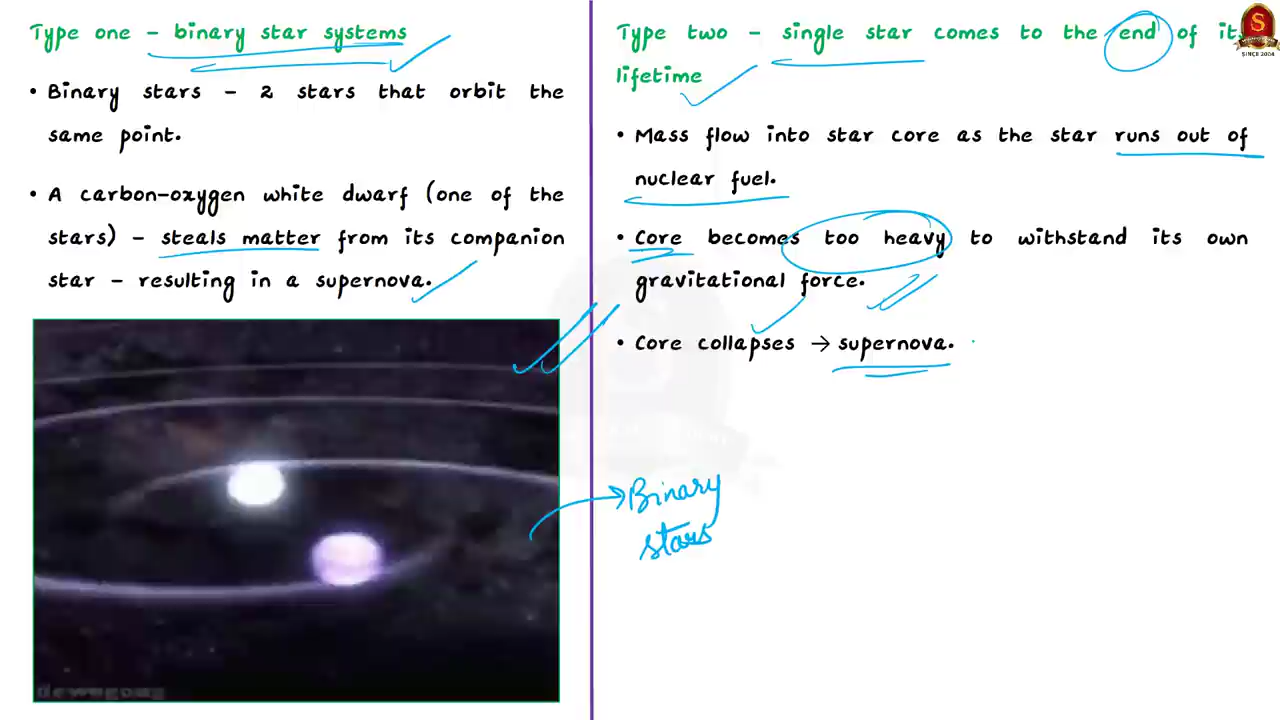 Type one – binary star systems
• Binary stars – 2 stars that orbit the
same point.
• A carbon-oxygen white dwarf (one of the
stars) – steals matter from its companion
star – resulting in a supernova.
dewogong
Type two – single star comes to the end of its
lifetime
• Mass flow into star core as the star runs out of
nuclear fuel.
• Core becomes too heavy to withstand its own
gravitational force.
• Core collapses → supernova.
Binary
stars
S
SINCE 2004